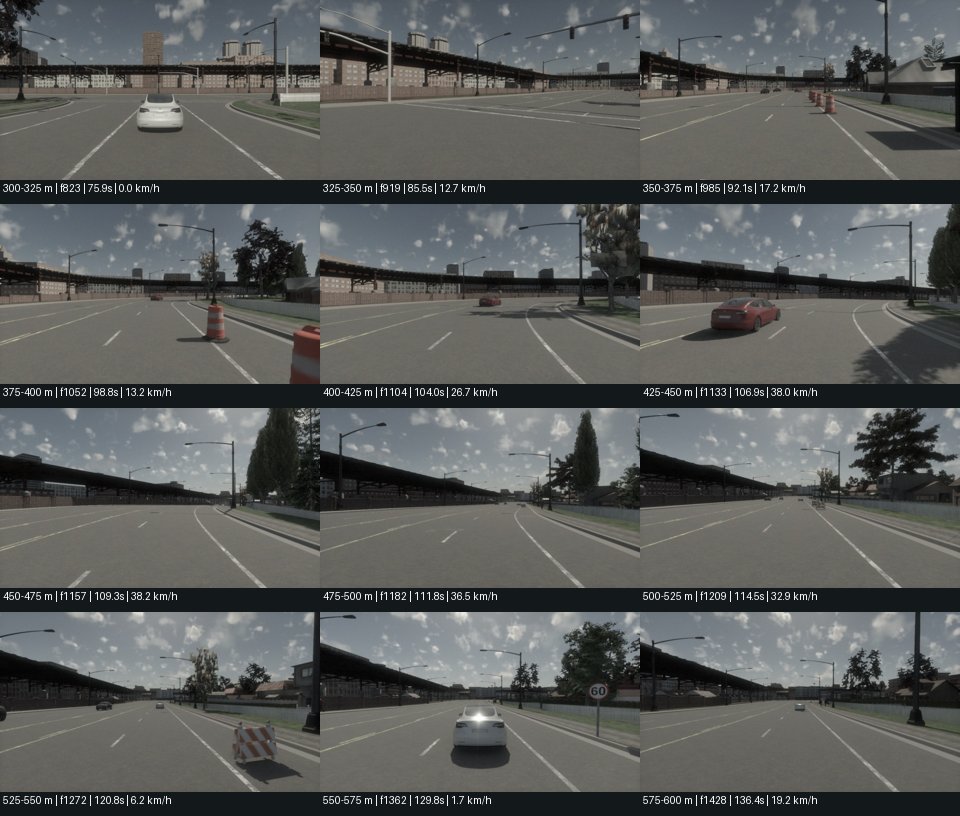 300-325 m | f823 | 75.9s | 0.0 km/h
325-350 m | f919 | 85.5s | 12.7 km/h
350-375 m | f985 | 92.1s | 17.2 km/h
375-400 m | f1052 | 98.8s | 13.2 km/h
400-425 m | f1104 | 104.0s | 26.7 km/h
425-450 m | f1133 | 106.9s | 38.0 km/h
450-475 m | f1157 | 109.3s | 38.2 km/h
475-500 m | f1182 | 111.8s | 36.5 km/h
500-525 m | f1209 | 114.5s | 32.9 km/h
60
525-550 m | f1272 | 120.8s | 6.2 km/h
550-575 m | f1362 | 129.8s | 1.7 km/h
575-600 m | f1428 | 136.4s | 19.2 km/h